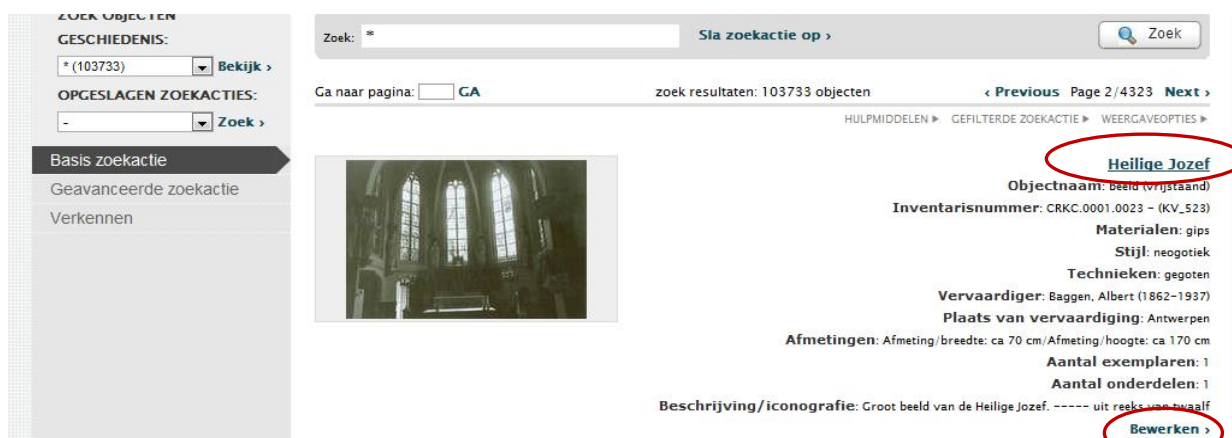 ZOEK OBJECTEN
GESCHIEDENIS:
* (103733) Bekijk ›
OPGESLAGEN ZOEKACTIES:
- Zoek ›
Basis zoekactie
Geavanceerde zoekactie
Verkennen
Zoek: * Sla zoekactie op › Zoek
Ga naar pagina: GA zoek resultaten: 103733 objecten ‹ Previous Page 2/4323 Next ›
HULPMIDDELEN ▶ GEFILTERDE ZOEKACTIE ▶ WEERGAVEOPTIES ▶
Heilige Jozef
Objectnaam: beeld (vrijstaand)
Inventarisnummer: CRKC.0001.0023 - (KV_523)
Materialen: gips
Stijl: neogotiek
Technieken: gegoten
Vervaardiger: Baggen, Albert (1862-1937)
Plaats van vervaardiging: Antwerpen
Afmetingen: Afmeting/breedte: ca 70 cm/Afmeting/hoogte: ca 170 cm
Aantal exemplaren: 1
Aantal onderdelen: 1
Beschrijving/iconografie: Groot beeld van de Heilige Jozef. ----- uit reeks van twaalf
Bewerken ›